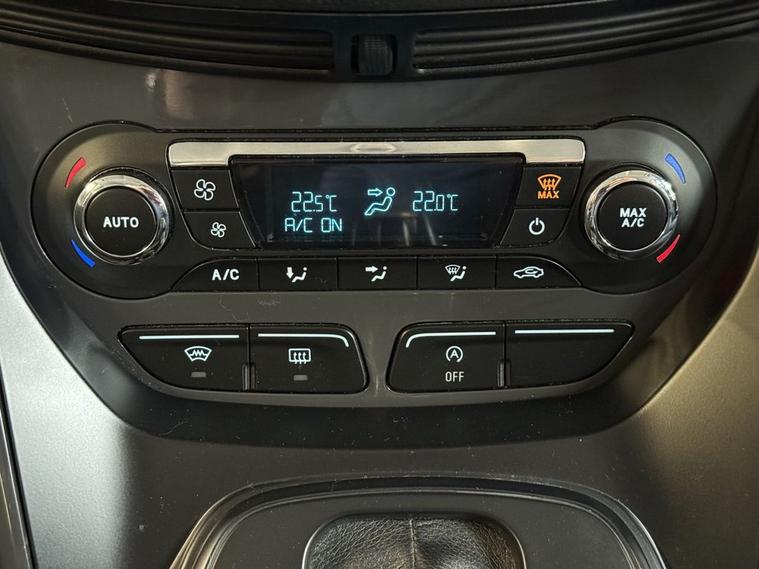 22.5°C 22.0°C
A/C ON
MAX
AUTO
MAX
A/C
A/C
A
OFF